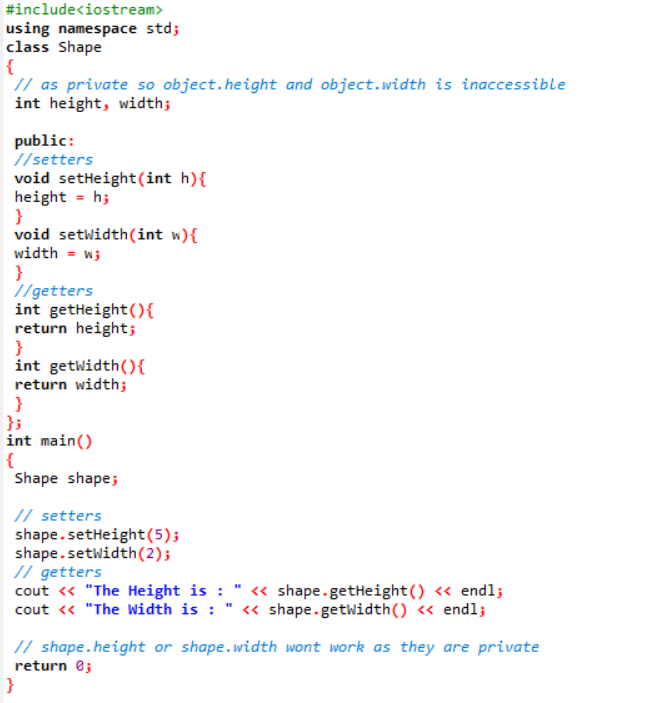 #include<iostream>
using namespace std;
class Shape
{
// as private so object.height and object.width is inaccessible
int height, width;
public:
//setters
void setHeight(int h){
height = h;
}
void setWidth(int w){
width = w;
}
//getters
int getHeight(){
return height;
}
int getWidth(){
return width;
}
};
int main()
{
Shape shape;
// setters
shape.setHeight(5);
shape.setWidth(2);
// getters
cout << "The Height is : " << shape.getHeight() << endl;
cout << "The Width is : " << shape.getWidth() << endl;
// shape.height or shape.width wont work as they are private
return 0;
}